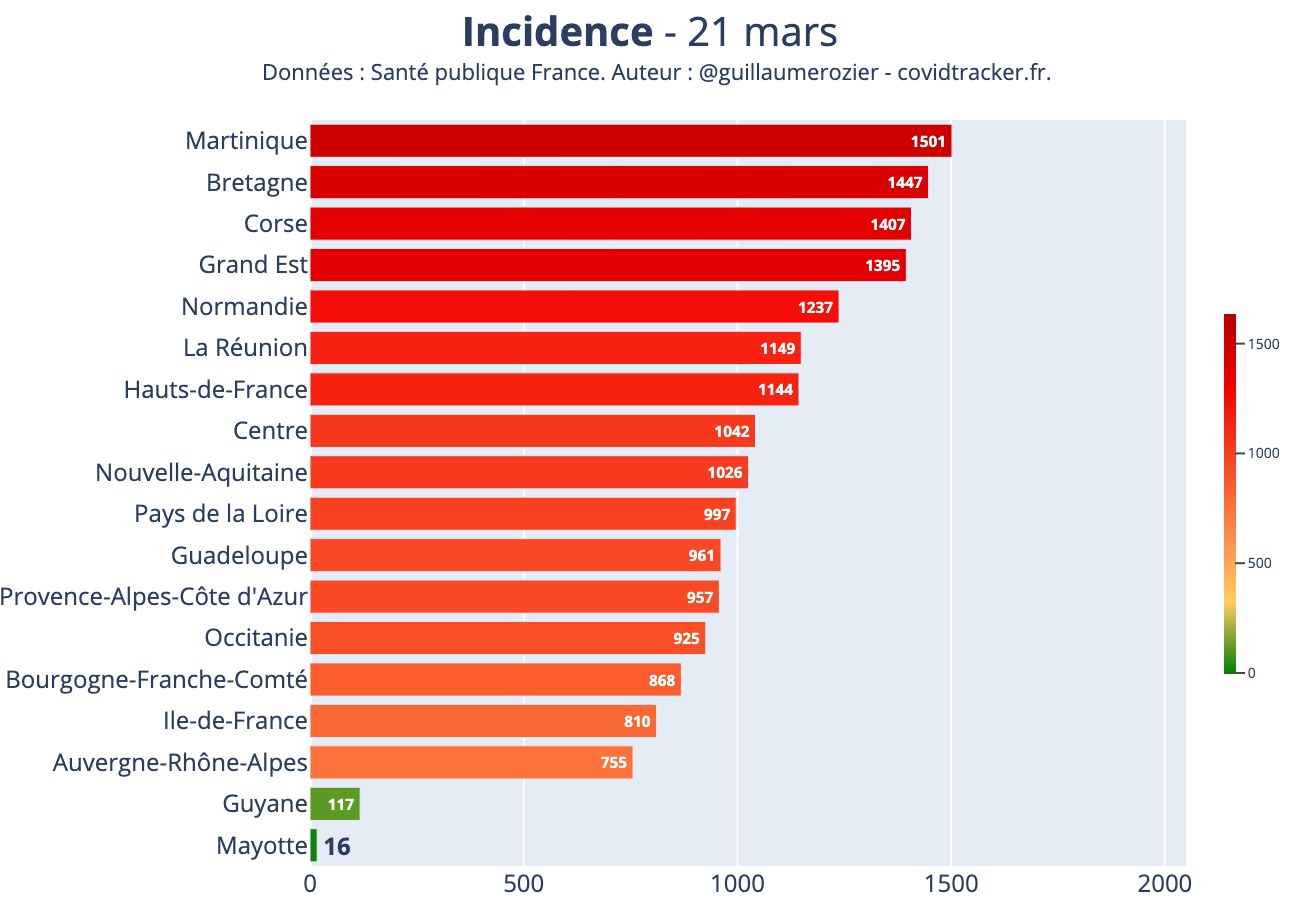 Incidence - 21 mars
Données : Santé publique France. Auteur : @guillaumerozier - covidtracker.fr.
Martinique 1501
Bretagne 1447
Corse 1407
Grand Est 1395
Normandie 1237
La Réunion 1149
Hauts-de-France 1144
Centre 1042
Nouvelle-Aquitaine 1026
Pays de la Loire 997
Guadeloupe 961
Provence-Alpes-Côte d'Azur 957
Occitanie 925
Bourgogne-Franche-Comté 868
Ile-de-France 810
Auvergne-Rhône-Alpes 755
Guyane 117
Mayotte 16
0 500 1000 1500 2000
1500
1000
500
0